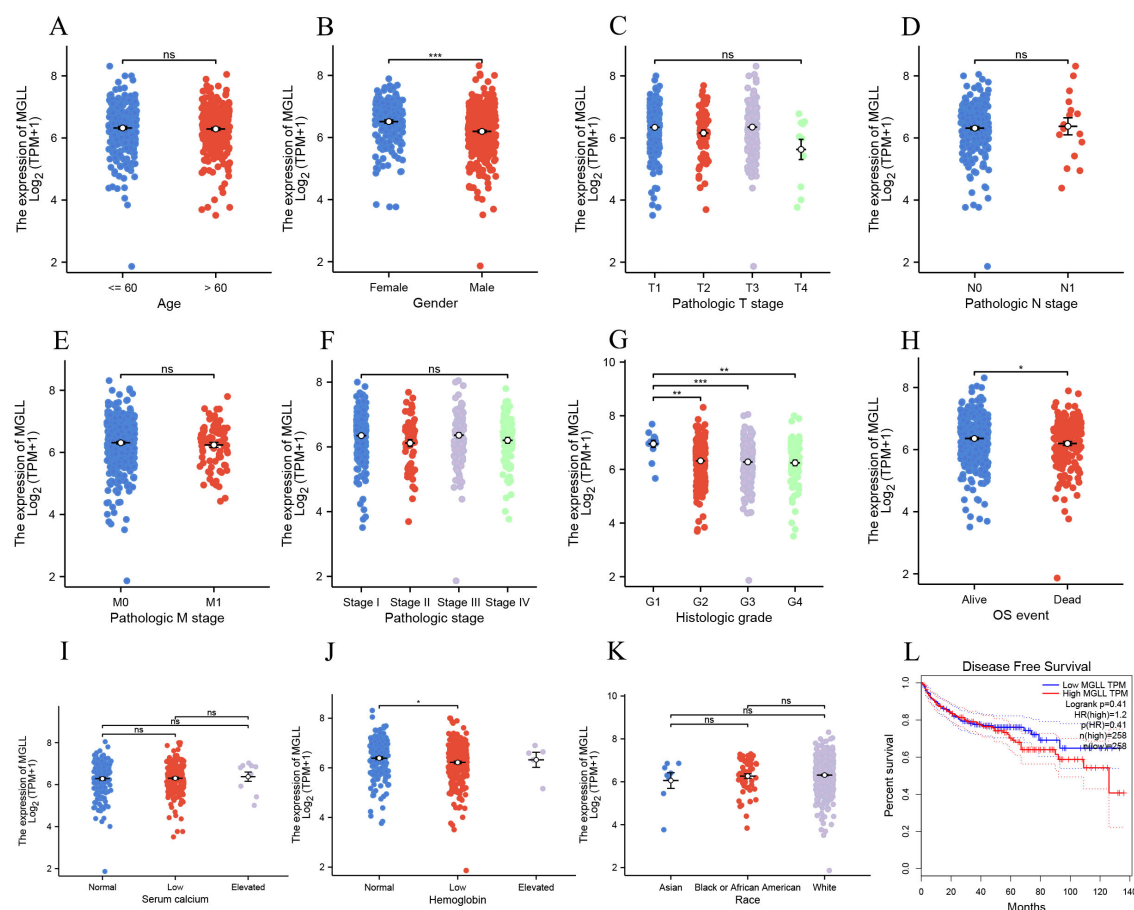 A
The expression of MGLL
Log2 (TPM+1)
8
6
4
2
ns
<= 60
> 60
Age
B
The expression of MGLL
Log2 (TPM+1)
8
6
4
2
***
Female
Male
Gender
C
The expression of MGLL
Log2 (TPM+1)
8
6
4
2
ns
T1
T2
T3
T4
Pathologic T stage
D
The expression of MGLL
Log2 (TPM+1)
8
6
4
2
ns
N0
N1
Pathologic N stage
E
The expression of MGLL
Log2 (TPM+1)
8
6
4
2
ns
M0
M1
Pathologic M stage
F
The expression of MGLL
Log2 (TPM+1)
8
6
4
2
ns
Stage I
Stage II
Stage III
Stage IV
Pathologic stage
G
The expression of MGLL
Log2 (TPM+1)
10
8
6
4
2
**
***
**
G1
G2
G3
G4
Histologic grade
H
The expression of MGLL
Log2 (TPM+1)
8
6
4
2
*
Alive
Dead
OS event
I
The expression of MGLL
Log2 (TPM+1)
8
6
4
2
ns
ns
ns
Normal
Low
Elevated
Serum calcium
J
The expression of MGLL
Log2 (TPM+1)
10
8
6
4
2
*
Normal
Low
Elevated
Hemoglobin
K
The expression of MGLL
Log2 (TPM+1)
10
8
6
4
2
ns
ns
ns
Asian
Black or African American
White
Race
L
Disease Free Survival
Percent survival
1.0
0.8
0.6
0.4
0.2
0.0
Low MGLL TPM
High MGLL TPM
Logrank p=0.41
HR(high)=1.2
p(HR)=0.41
n(high)=258
n(low)=258
0
20
40
60
80
100
120
140
Months